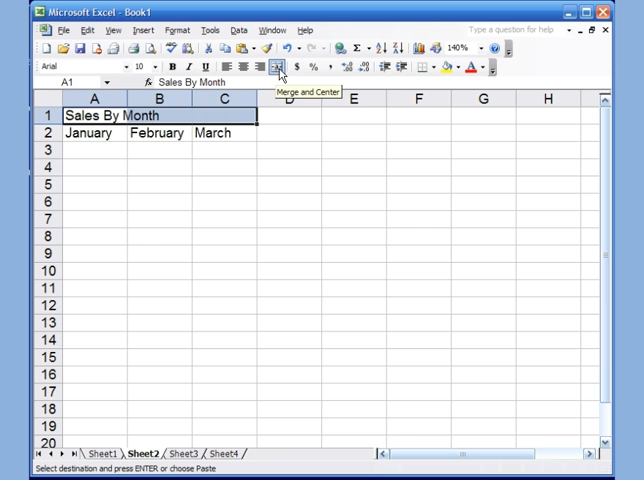 Microsoft Excel - Book1
File Edit View Insert Format Tools Data Window Help Type a question for help
140%
Arial 10 B I U $ % ,
A1 fx Sales By Month
Merge and Center
A B C D E F G H
1 Sales By Month
2 January February March
3
4
5
6
7
8
9
10
11
12
13
14
15
16
17
18
19
20
Sheet1 Sheet2 Sheet3 Sheet4
Select destination and press ENTER or choose Paste